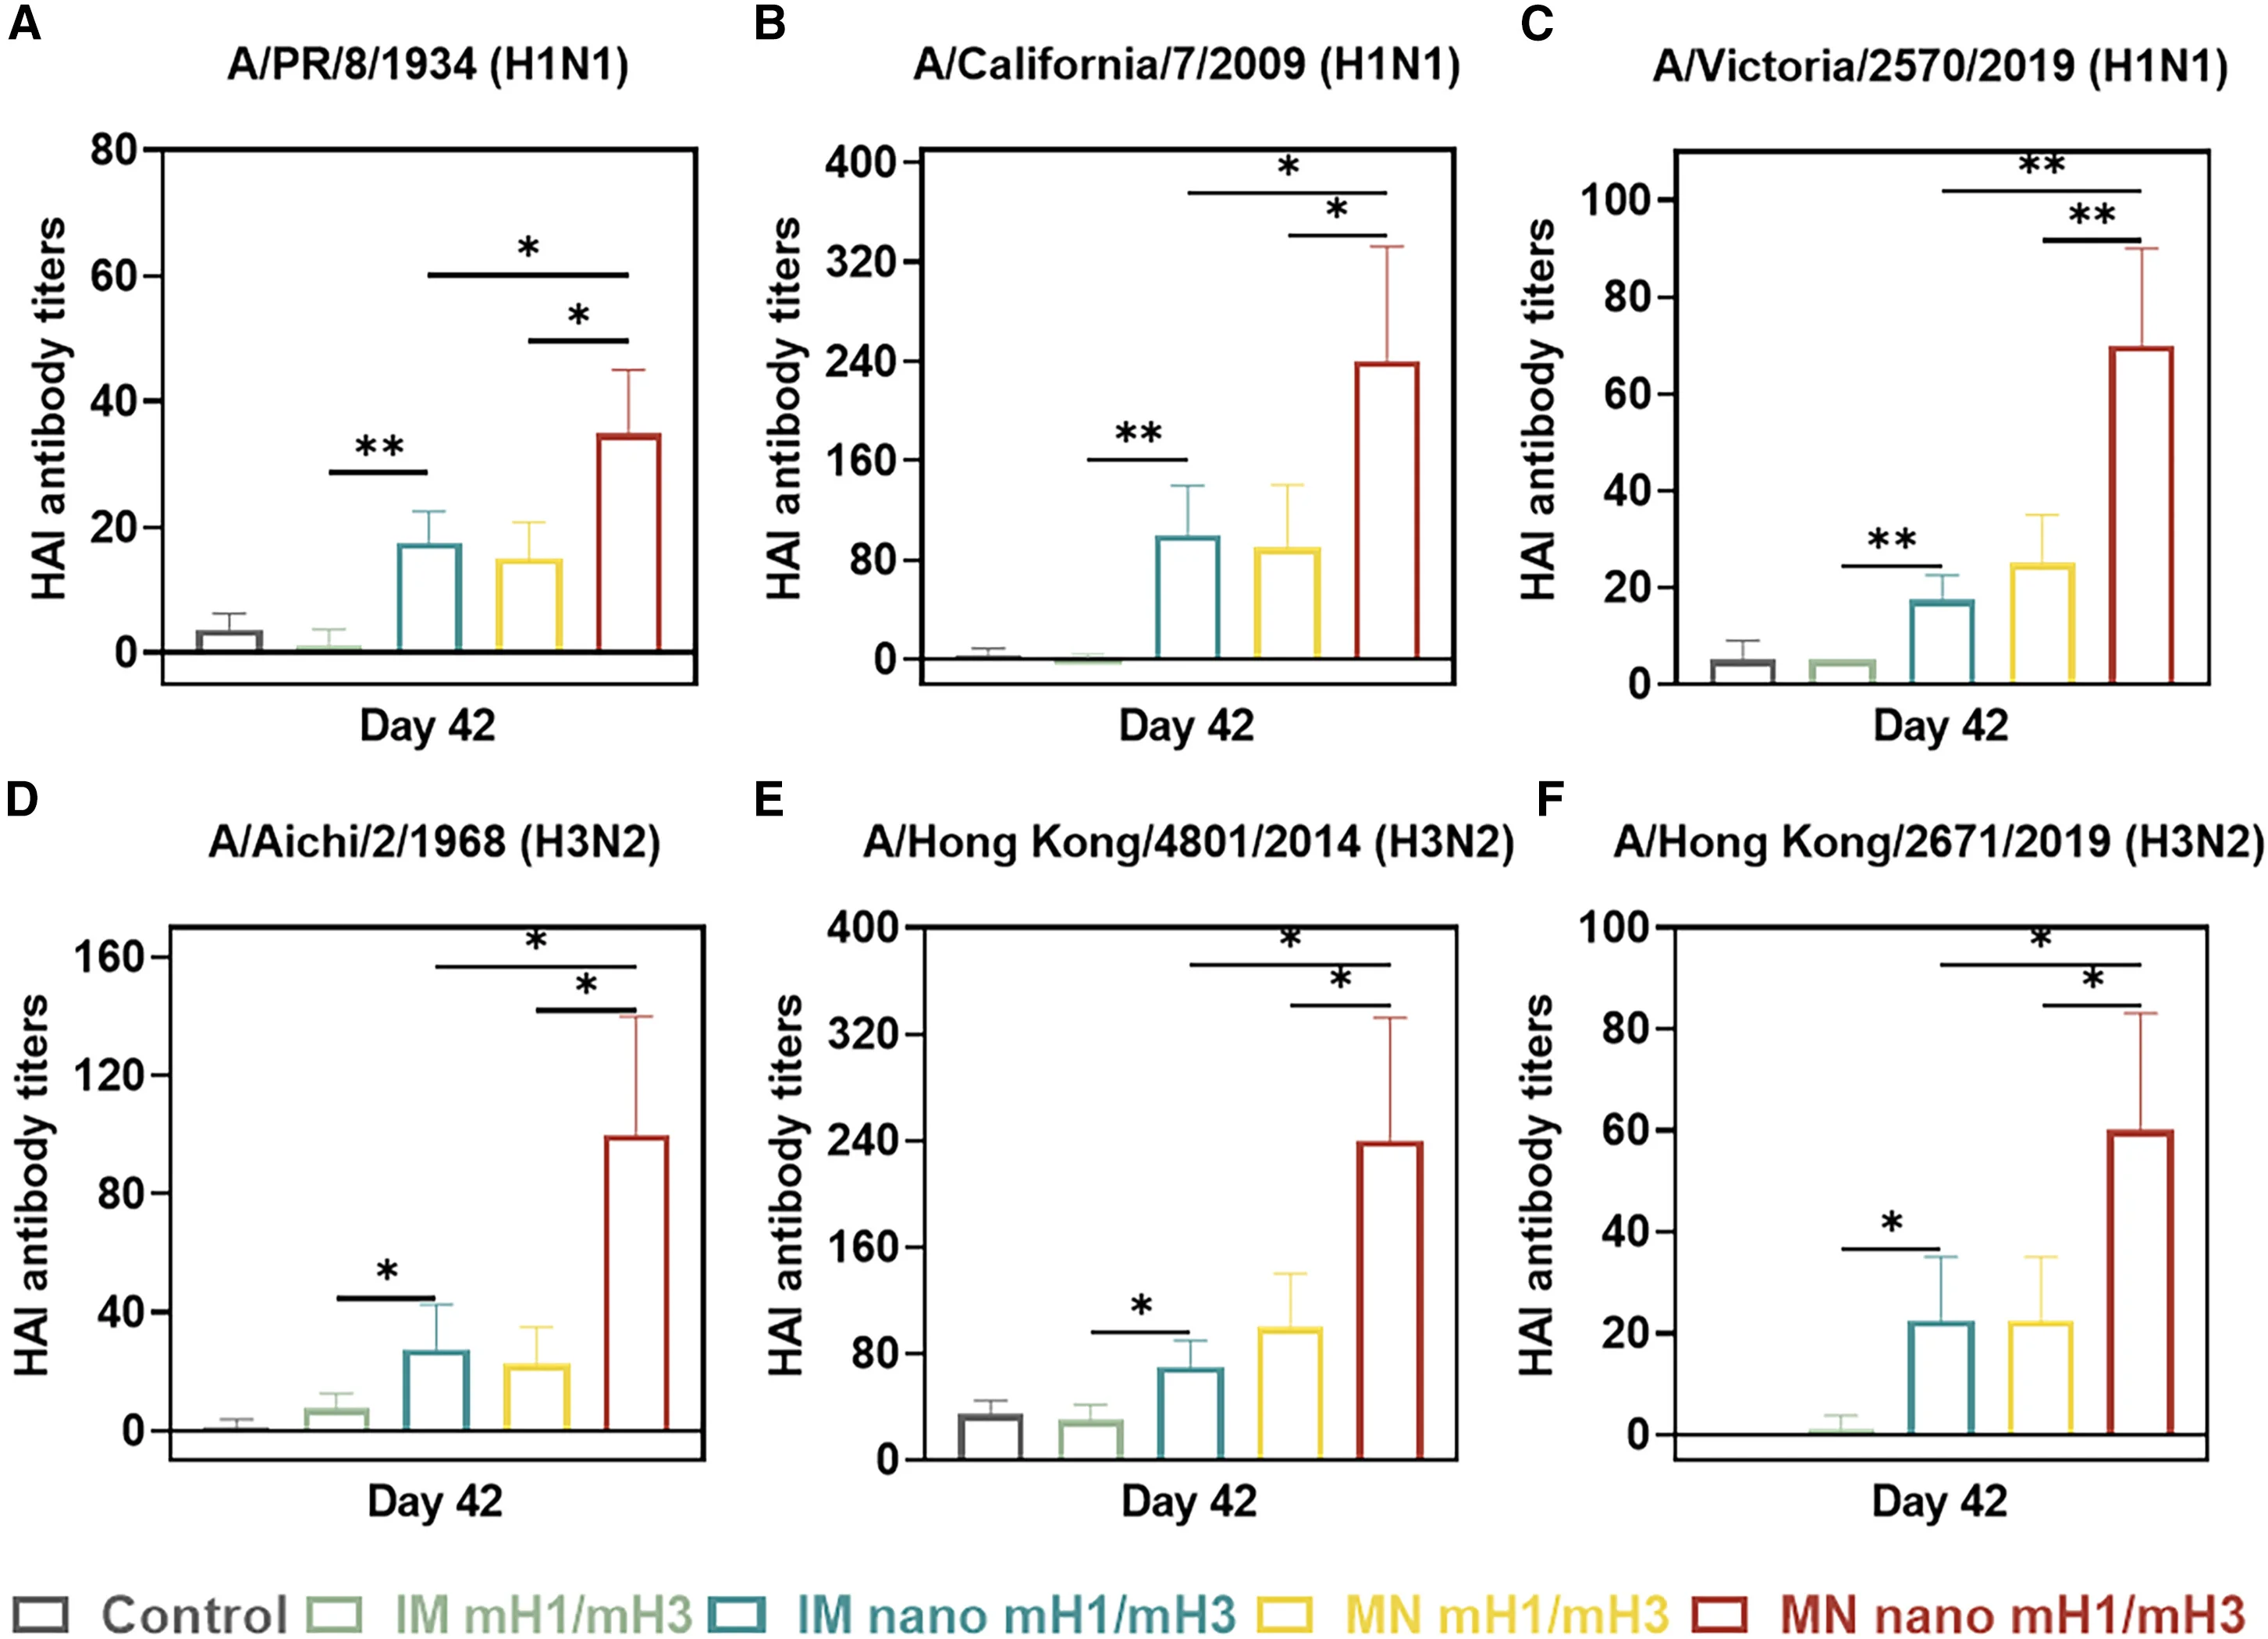 A
A/PR/8/1934 (H1N1)
HAI antibody titers
80
60
40
20
0
*
*
**
Day 42
B
A/California/7/2009 (H1N1)
HAI antibody titers
400
320
240
160
80
0
*
*
**
Day 42
C
A/Victoria/2570/2019 (H1N1)
HAI antibody titers
100
80
60
40
20
0
**
**
**
Day 42
D
A/Aichi/2/1968 (H3N2)
HAI antibody titers
160
120
80
40
0
*
*
*
Day 42
E
A/Hong Kong/4801/2014 (H3N2)
HAI antibody titers
400
320
240
160
80
0
*
*
*
Day 42
F
A/Hong Kong/2671/2019 (H3N2)
HAI antibody titers
100
80
60
40
20
0
*
*
*
Day 42
Control IM mH1/mH3 IM nano mH1/mH3 MN mH1/mH3 MN nano mH1/mH3